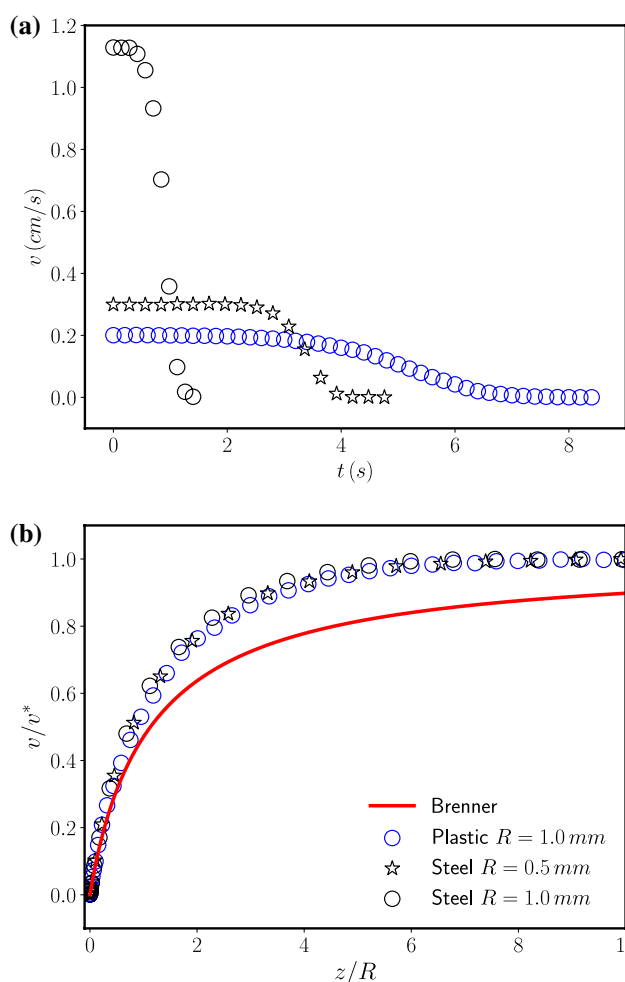 (a)
1.2
1.0
0.8
0.6
0.4
0.2
0.0
v (cm/s)
0 2 4 6 8
t (s)
(b)
1.0
0.8
0.6
0.4
0.2
0.0
v/v*
Brenner
Plastic R = 1.0 mm
Steel R = 0.5 mm
Steel R = 1.0 mm
0 2 4 6 8 1
z/R